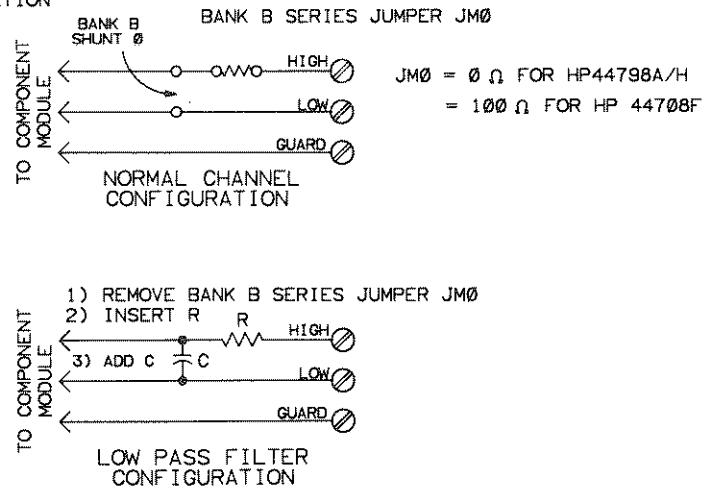 BANK B SERIES JUMPER JMØ
BANK B
SHUNT Ø
TO COMPONENT
MODULE
HIGH
LOW
GUARD
JMØ = Ø Ω FOR HP44798A/H
= 1ØØ Ω FOR HP 447Ø8F
NORMAL CHANNEL
CONFIGURATION
1) REMOVE BANK B SERIES JUMPER JMØ
2) INSERT R
R
HIGH
3) ADD C
C
TO COMPONENT
MODULE
LOW
GUARD
LOW PASS FILTER
CONFIGURATION